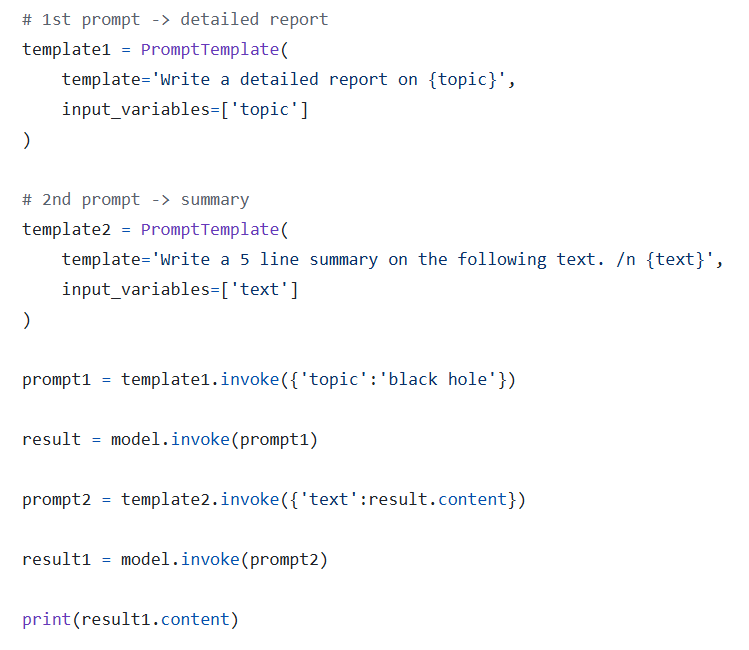 # 1st prompt -> detailed report
template1 = PromptTemplate(
    template='Write a detailed report on {topic}',
    input_variables=['topic']
)

# 2nd prompt -> summary
template2 = PromptTemplate(
    template='Write a 5 line summary on the following text. /n {text}',
    input_variables=['text']
)

prompt1 = template1.invoke({'topic':'black hole'})

result = model.invoke(prompt1)

prompt2 = template2.invoke({'text':result.content})

result1 = model.invoke(prompt2)

print(result1.content)